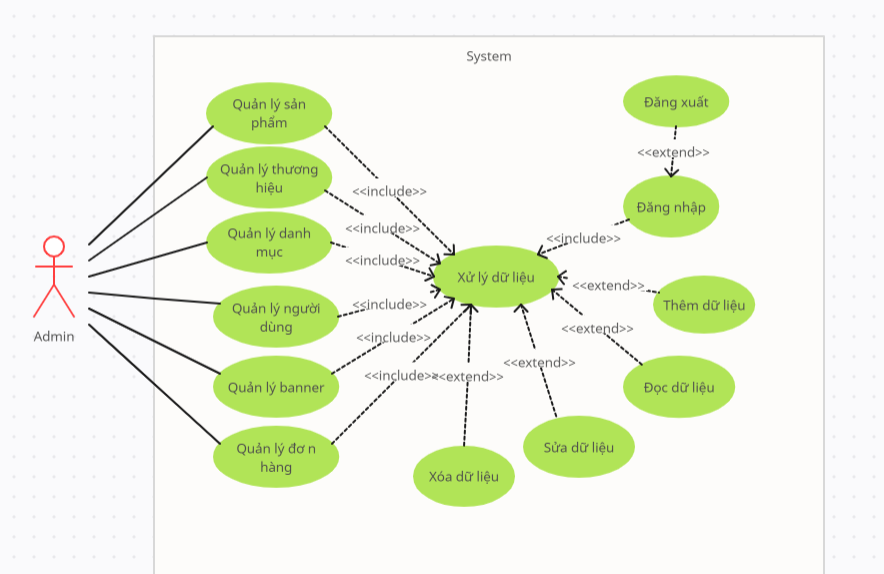 System
Quản lý sản
phẩm
Đăng xuất
<<extend>>
Quản lý thương
hiệu
<<include>>
Đăng nhập
<<include>>
Quản lý danh
mục
<<include>>
<<include>>
Xử lý dữ liệu
<<extend>>
Admin
Quản lý người
dùng
<<include>>
Thêm dữ liệu
<<include>>
<<extend>>
<<extend>>
<<include>>
<<extend>>
Quản lý banner
Đọc dữ liệu
Quản lý đơn
hàng
Sửa dữ liệu
Xóa dữ liệu